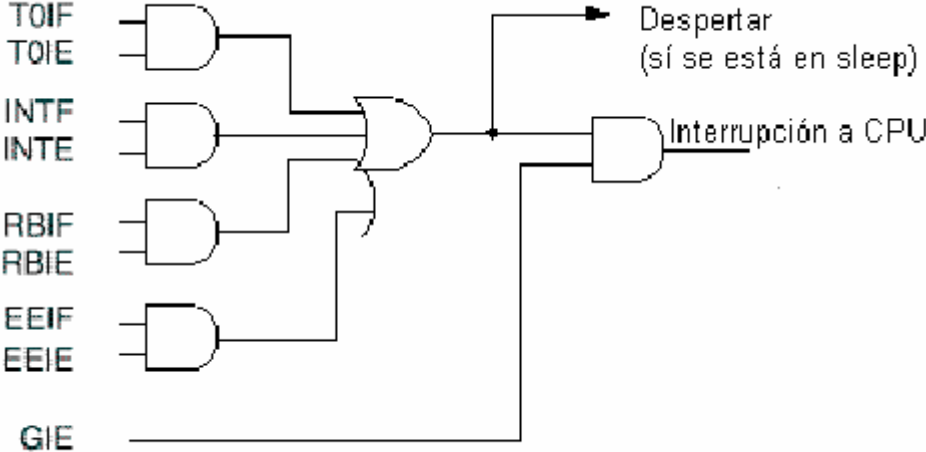 T0IF
T0IE
INTF
INTE
RBIF
RBIE
EEIF
EEIE
GIE
Despertar
(sí se está en sleep)
Interrupción a CPU